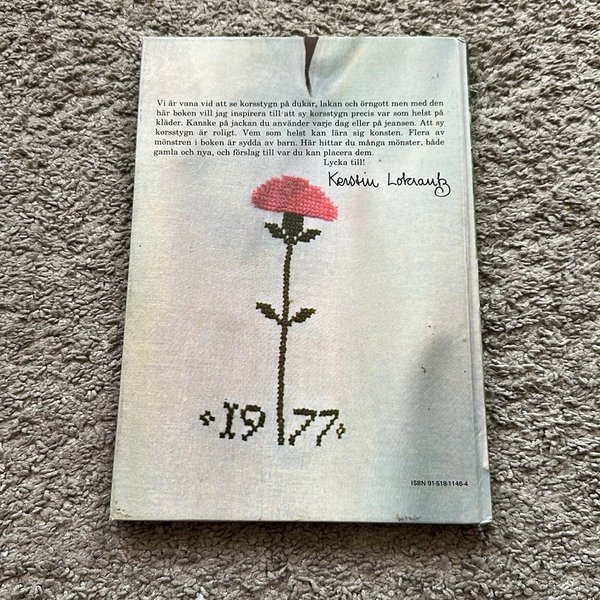 Vi är vana vid att se korsstygn på dukar, lakan och örngott men med den
här boken vill jag inspirera till att sy korsstygn precis var som helst på
kläder. Kanske på jackan du använder varje dag eller på jeansen. Att sy
korsstygn är roligt. Vem som helst kan lära sig konsten. Flera av
mönstren i boken är sydda av barn. Här hittar du många mönster, både
gamla och nya, och förslag till var du kan placera dem.
Lycka till!
Kerstin Lokrantz
1977
ISBN 91-518-1146-4